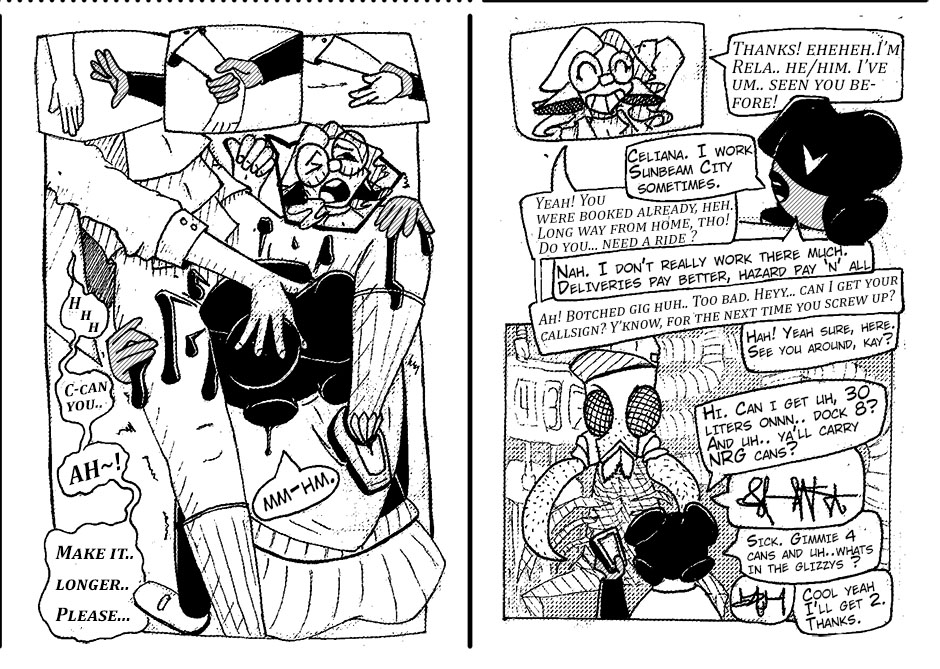 H
H
H
C-CAN
YOU..
AH~!
MAKE IT..
LONGER..
PLEASE...
MM-HM.
THANKS! EHEHEH. I'M
RELA.. HE/HIM. I'VE
UM.. SEEN YOU BE-
FORE!
CELIANA. I WORK
SUNBEAM CITY
SOMETIMES.
YEAH! YOU
WERE BOOKED ALREADY, HEH.
LONG WAY FROM HOME, THO!
DO YOU... NEED A RIDE?
NAH. I DON'T REALLY WORK THERE MUCH.
DELIVERIES PAY BETTER, HAZARD PAY 'N' ALL
AH! BOTCHED GIG HUH.. TOO BAD. HEYY... CAN I GET YOUR
CALLSIGN? Y'KNOW, FOR THE NEXT TIME YOU SCREW UP?
HAH! YEAH SURE, HERE.
SEE YOU AROUND, KAY?
HI. CAN I GET UH, 30
LITERS ONNN.. DOCK 8?
AND UH.. YA'LL CARRY
NRG CANS?
SICK. GIMMIE 4
CANS AND UH..WHATS
IN THE GLIZZYS ?
COOL YEAH
I'LL GET 2.
THANKS.